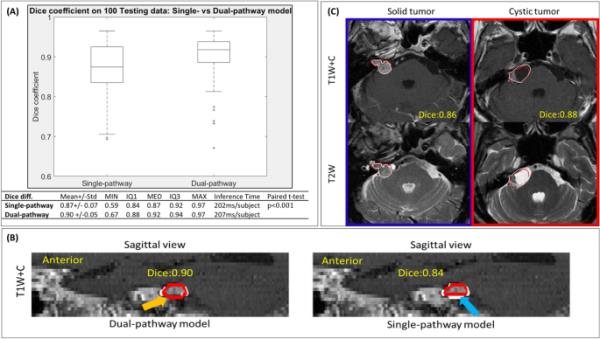 (A)
Dice coefficient on 100 Testing data: Single- vs Dual-pathway model
1
0.9
0.8
0.7
0.6
Dice coefficient
Single-pathway Dual-pathway
Dice diff. Mean+/-Std MIN IQ1 MED IQ3 MAX Inference Time Paired t-test
Single-pathway 0.87+/- 0.07 0.59 0.84 0.87 0.92 0.97 202ms/subject p<0.001
Dual-pathway 0.90 +/-0.05 0.67 0.88 0.92 0.94 0.97 207ms/subject
(C)
Solid tumor Cystic tumor
T1W+C
Dice:0.86 Dice:0.88
T2W
(B)
Sagittal view Sagittal view
T1W+C
Anterior Anterior
Dice:0.90 Dice:0.84
Dual-pathway model Single-pathway model